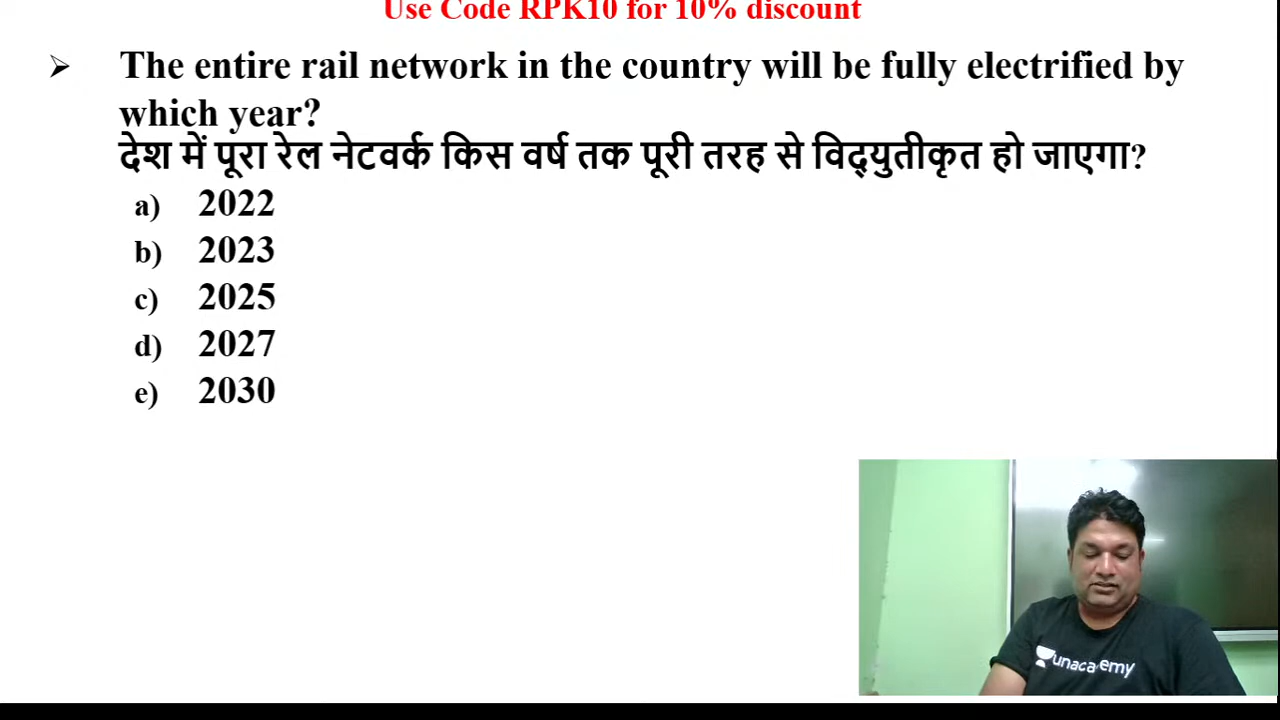 Use Code RPK10 for 10% discount
➢ The entire rail network in the country will be fully electrified by
which year?
देश में पूरा रेल नेटवर्क किस वर्ष तक पूरी तरह से विद्युतीकृत हो जाएगा?
a) 2022
b) 2023
c) 2025
d) 2027
e) 2030
unacademy